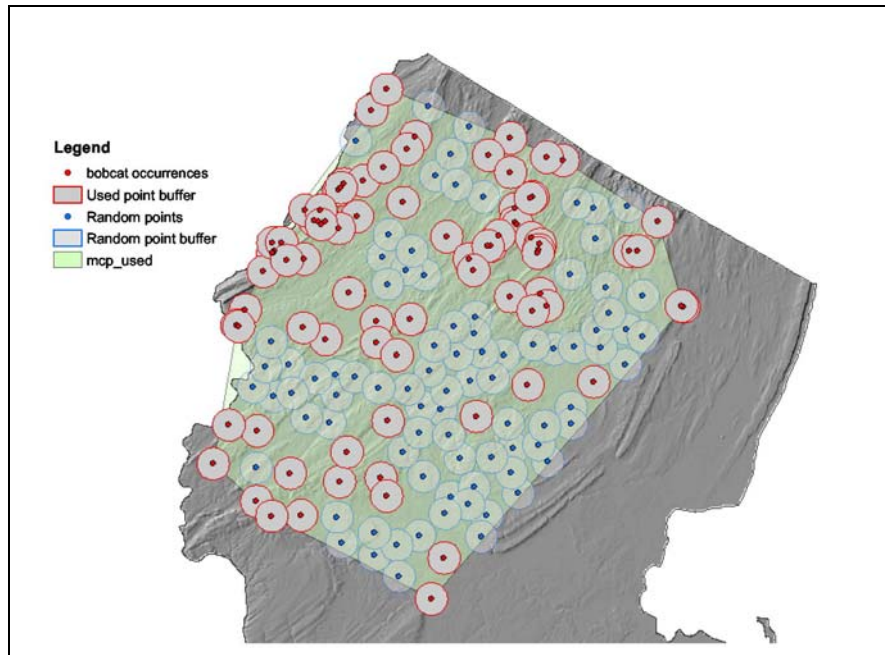 Legend
bobcat occurrences
Used point buffer
Random points
Random point buffer
mcp_used